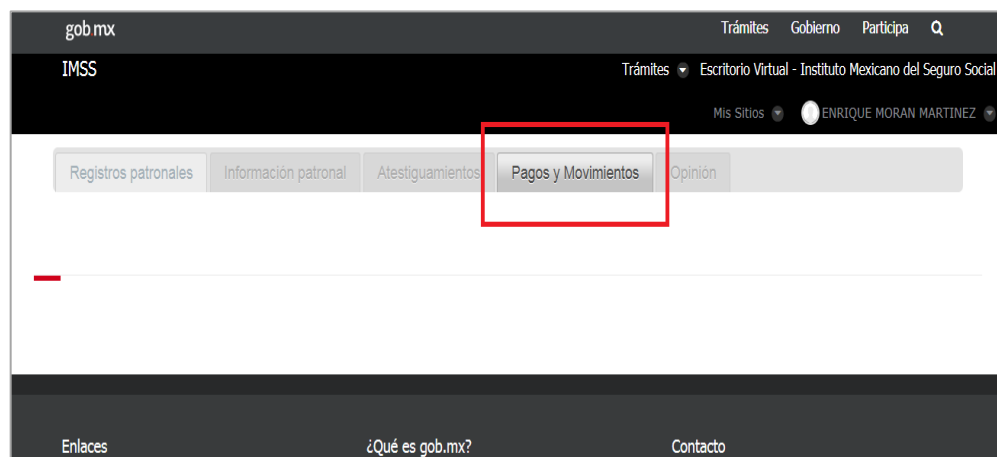 gob mx Trámites Gobierno Participa
IMSS Trámites Escritorio Virtual - Instituto Mexicano del Seguro Social
Mis Sitios ENRIQUE MORAN MARTINEZ
Registros patronales Información patronal Atestiguamientos Pagos y Movimientos Opinión
Enlaces ¿Qué es gob.mx? Contacto